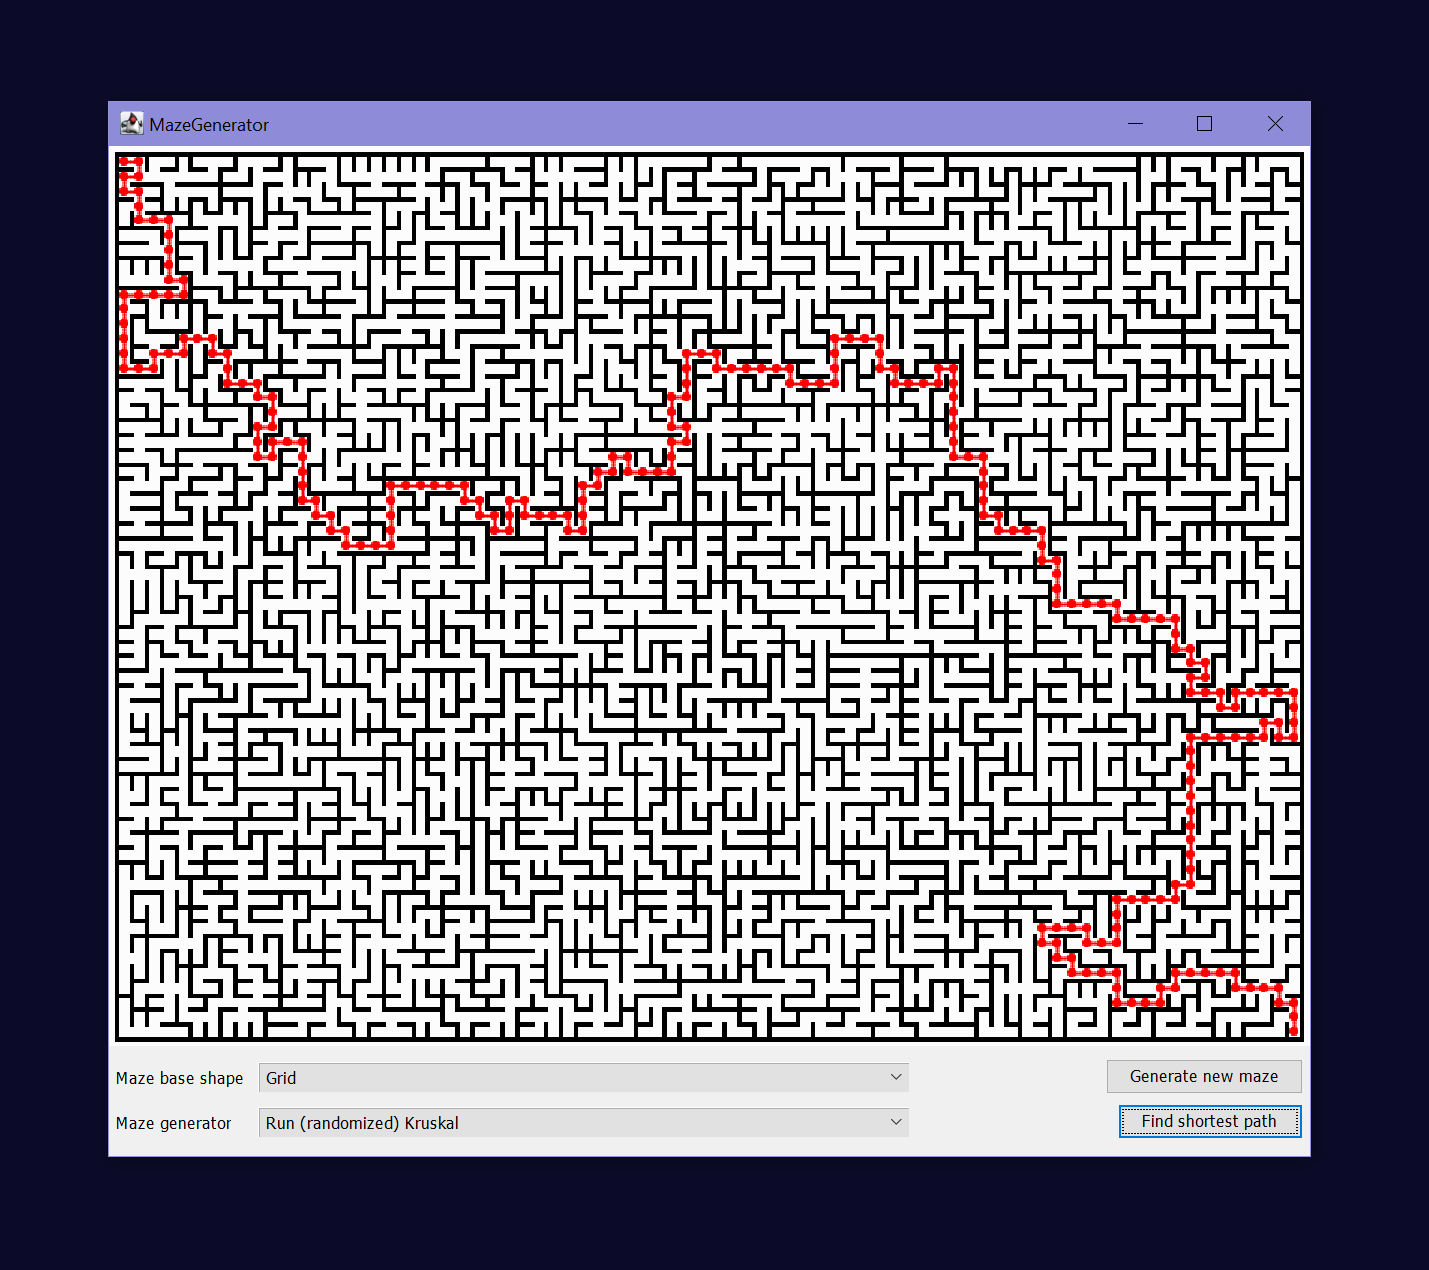 MazeGenerator
Maze base shape
Grid
Generate new maze
Maze generator
Run (randomized) Kruskal
Find shortest path